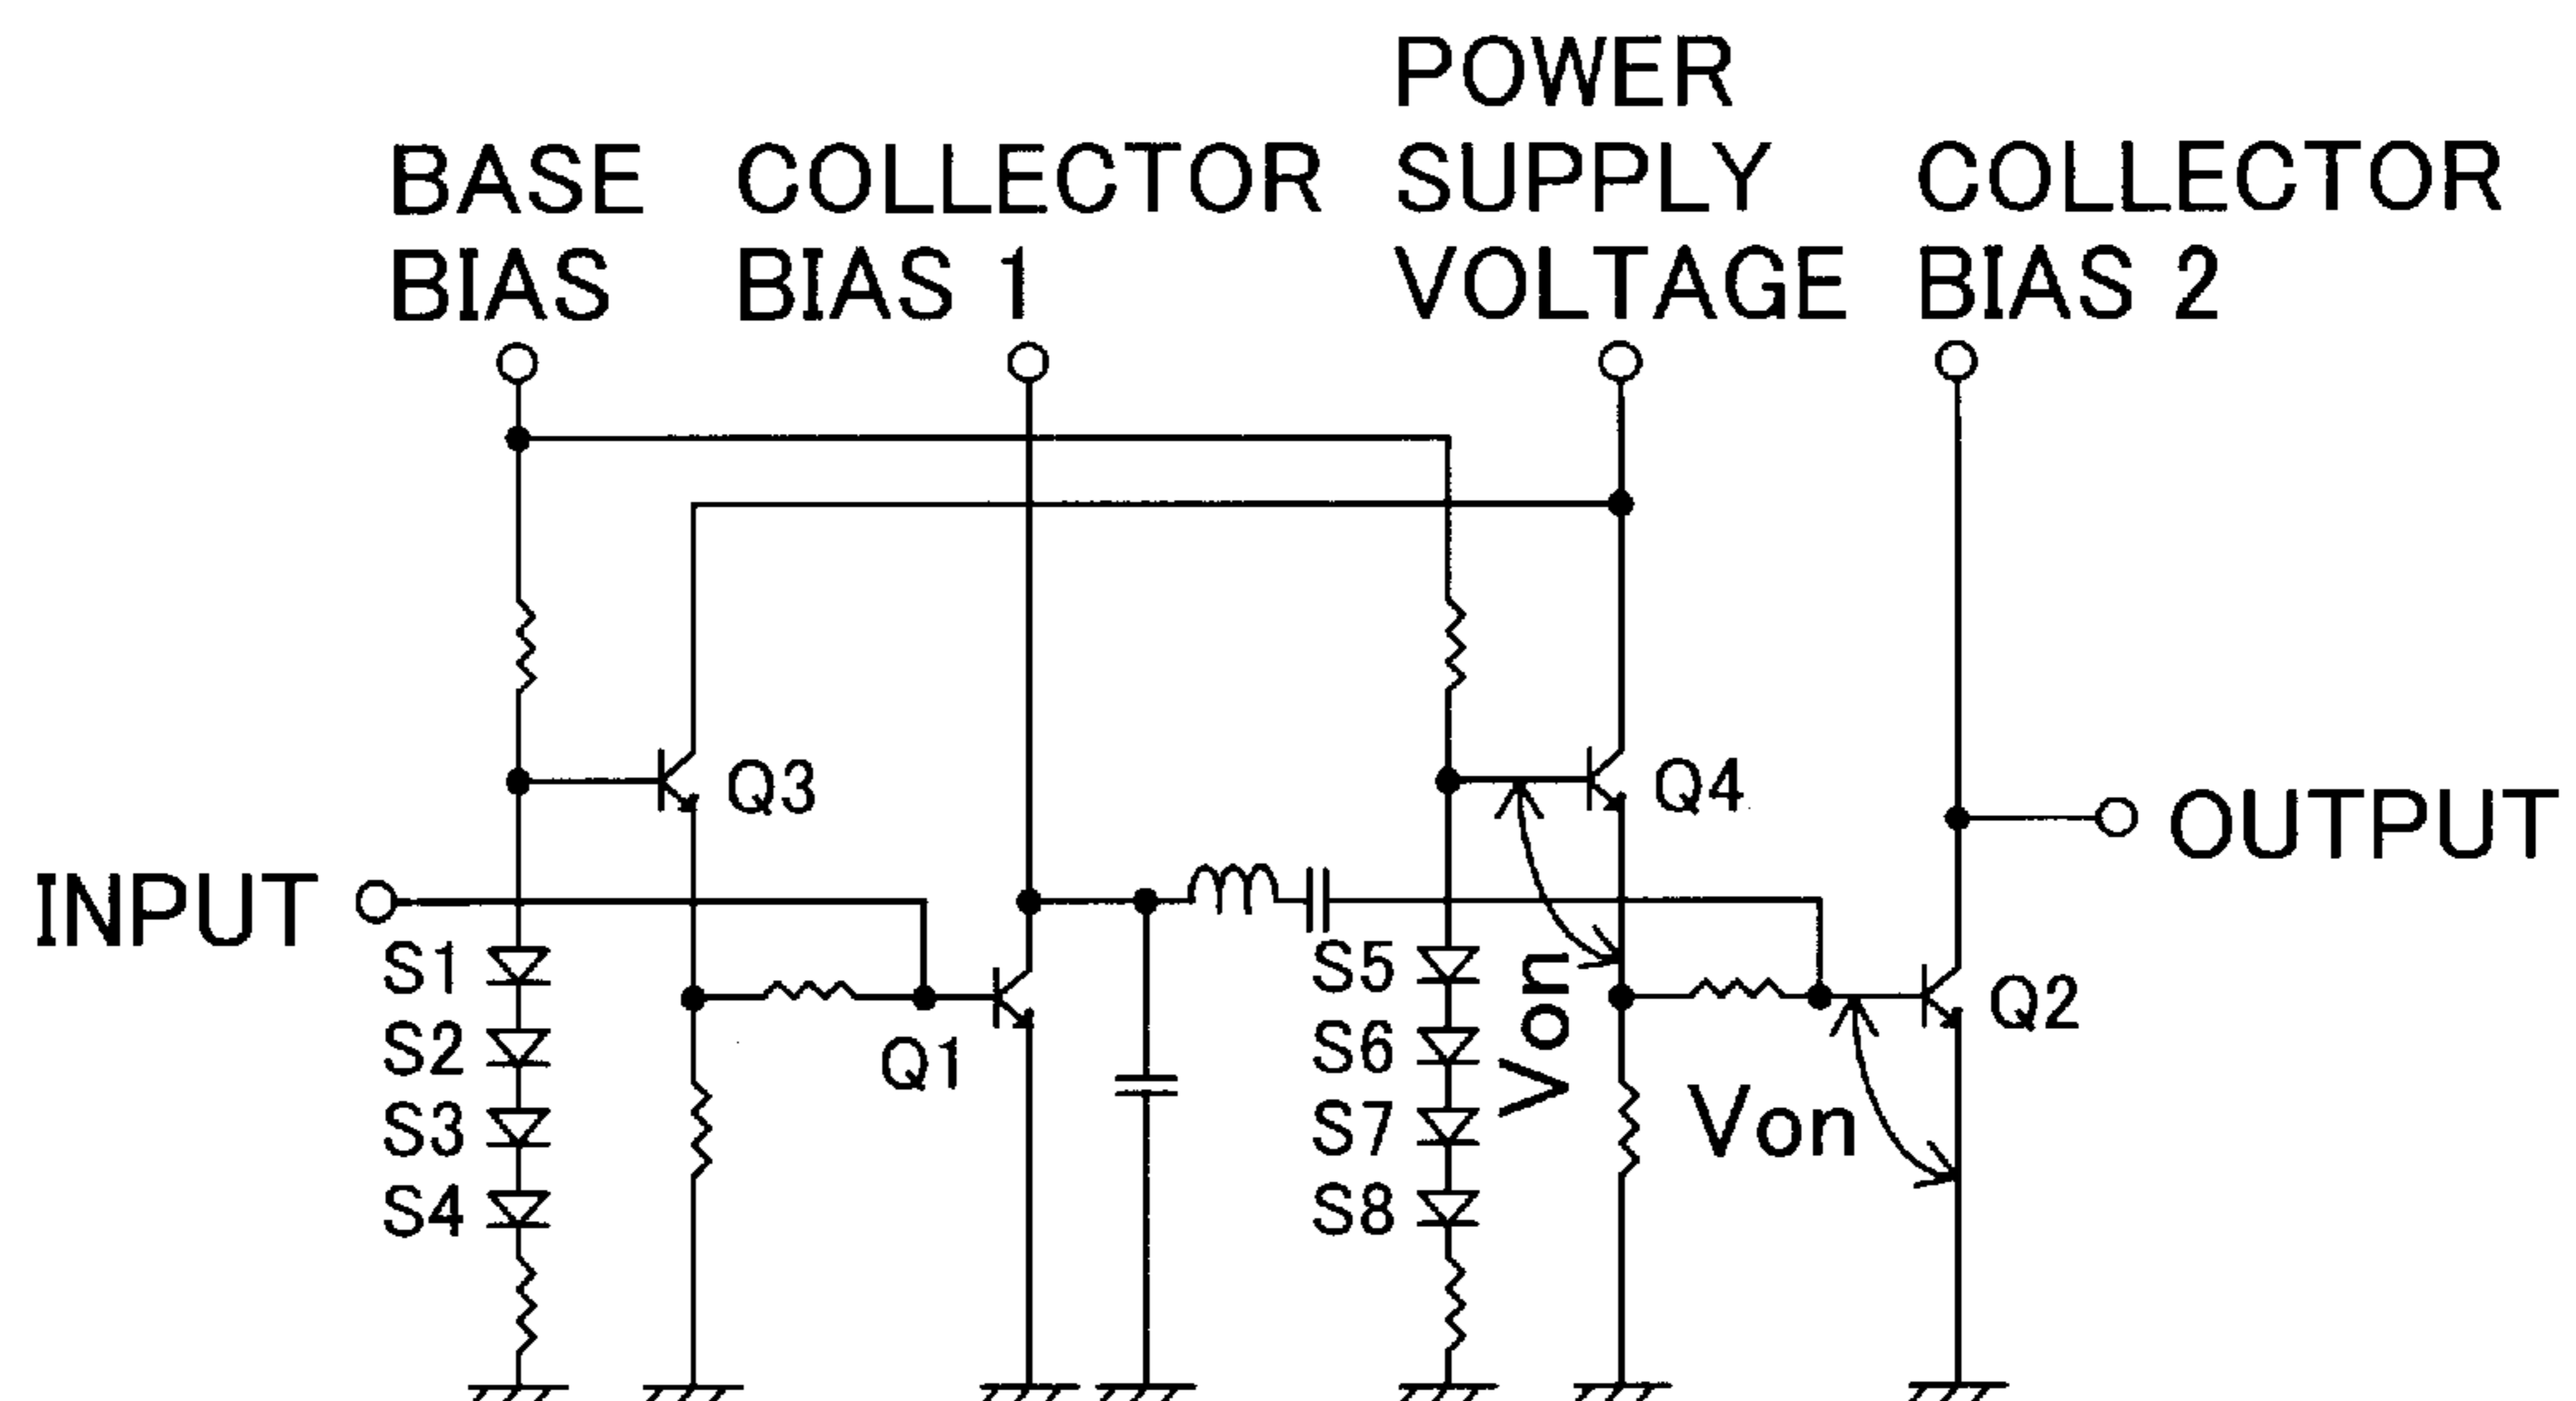 BASE
BIAS
COLLECTOR
BIAS 1
POWER
SUPPLY
VOLTAGE
COLLECTOR
BIAS 2
Q3
Q4
INPUT
OUTPUT
S1
S2
S3
S4
Q1
S5
S6
S7
S8
Von
Von
Q2